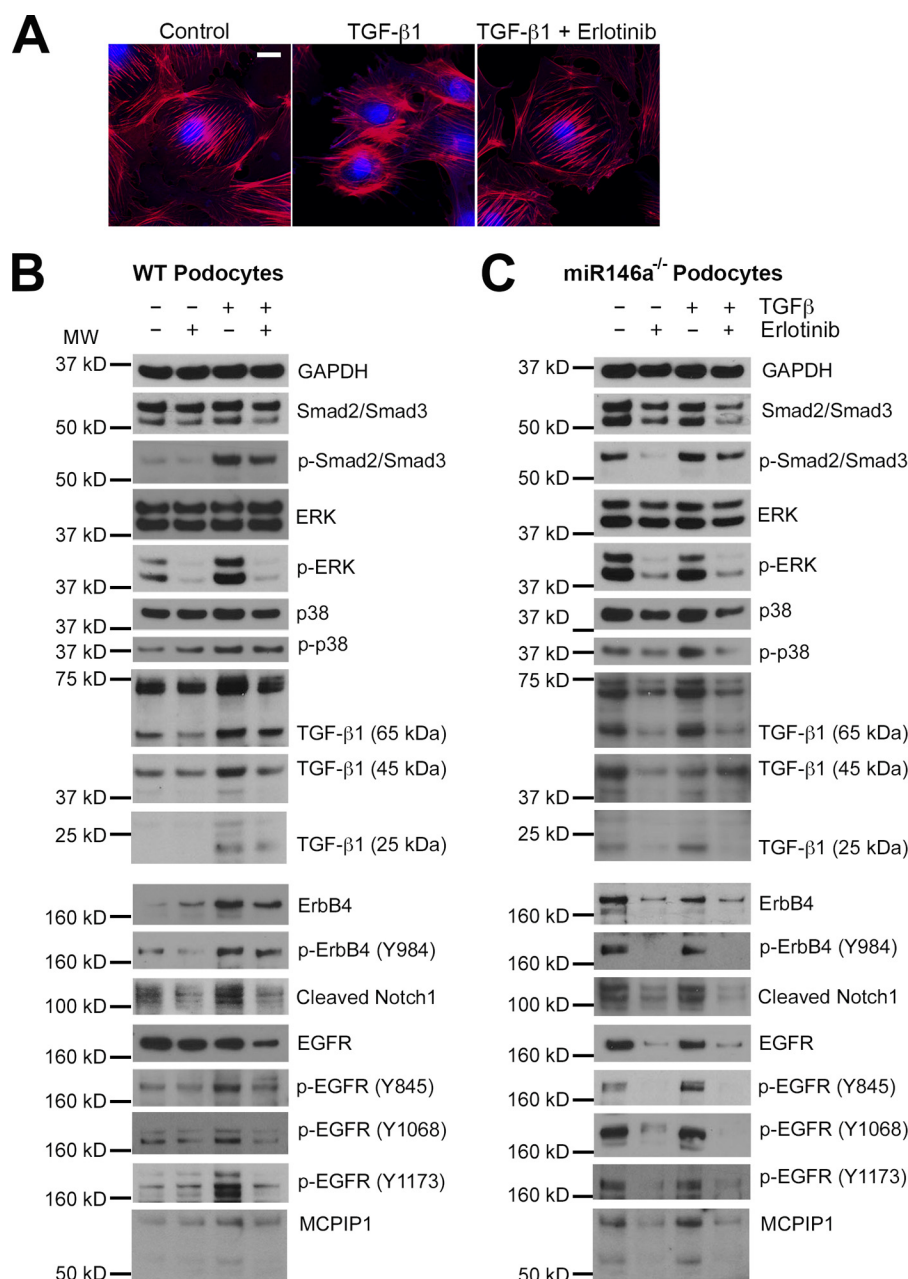 A
Control
TGF-β1
TGF-β1 + Erlotinib
B
WT Podocytes
− − + +
MW − + − +
37 kD GAPDH
Smad2/Smad3
50 kD
p-Smad2/Smad3
50 kD
ERK
37 kD
p-ERK
37 kD
p38
37 kD
p-p38
37 kD
75 kD
TGF-β1 (65 kDa)
TGF-β1 (45 kDa)
37 kD
25 kD
TGF-β1 (25 kDa)
ErbB4
160 kD
p-ErbB4 (Y984)
160 kD
Cleaved Notch1
100 kD
EGFR
160 kD
p-EGFR (Y845)
160 kD
p-EGFR (Y1068)
160 kD
p-EGFR (Y1173)
160 kD
MCPIP1
50 kD
C
miR146a-/- Podocytes
− − + + TGFβ
− + − + Erlotinib
37 kD GAPDH
Smad2/Smad3
50 kD
p-Smad2/Smad3
50 kD
ERK
37 kD
p-ERK
37 kD
p38
37 kD
p-p38
37 kD
75 kD
TGF-β1 (65 kDa)
TGF-β1 (45 kDa)
37 kD
25 kD
TGF-β1 (25 kDa)
ErbB4
160 kD
p-ErbB4 (Y984)
160 kD
Cleaved Notch1
100 kD
EGFR
160 kD
p-EGFR (Y845)
160 kD
p-EGFR (Y1068)
160 kD
p-EGFR (Y1173)
160 kD
MCPIP1
50 kD